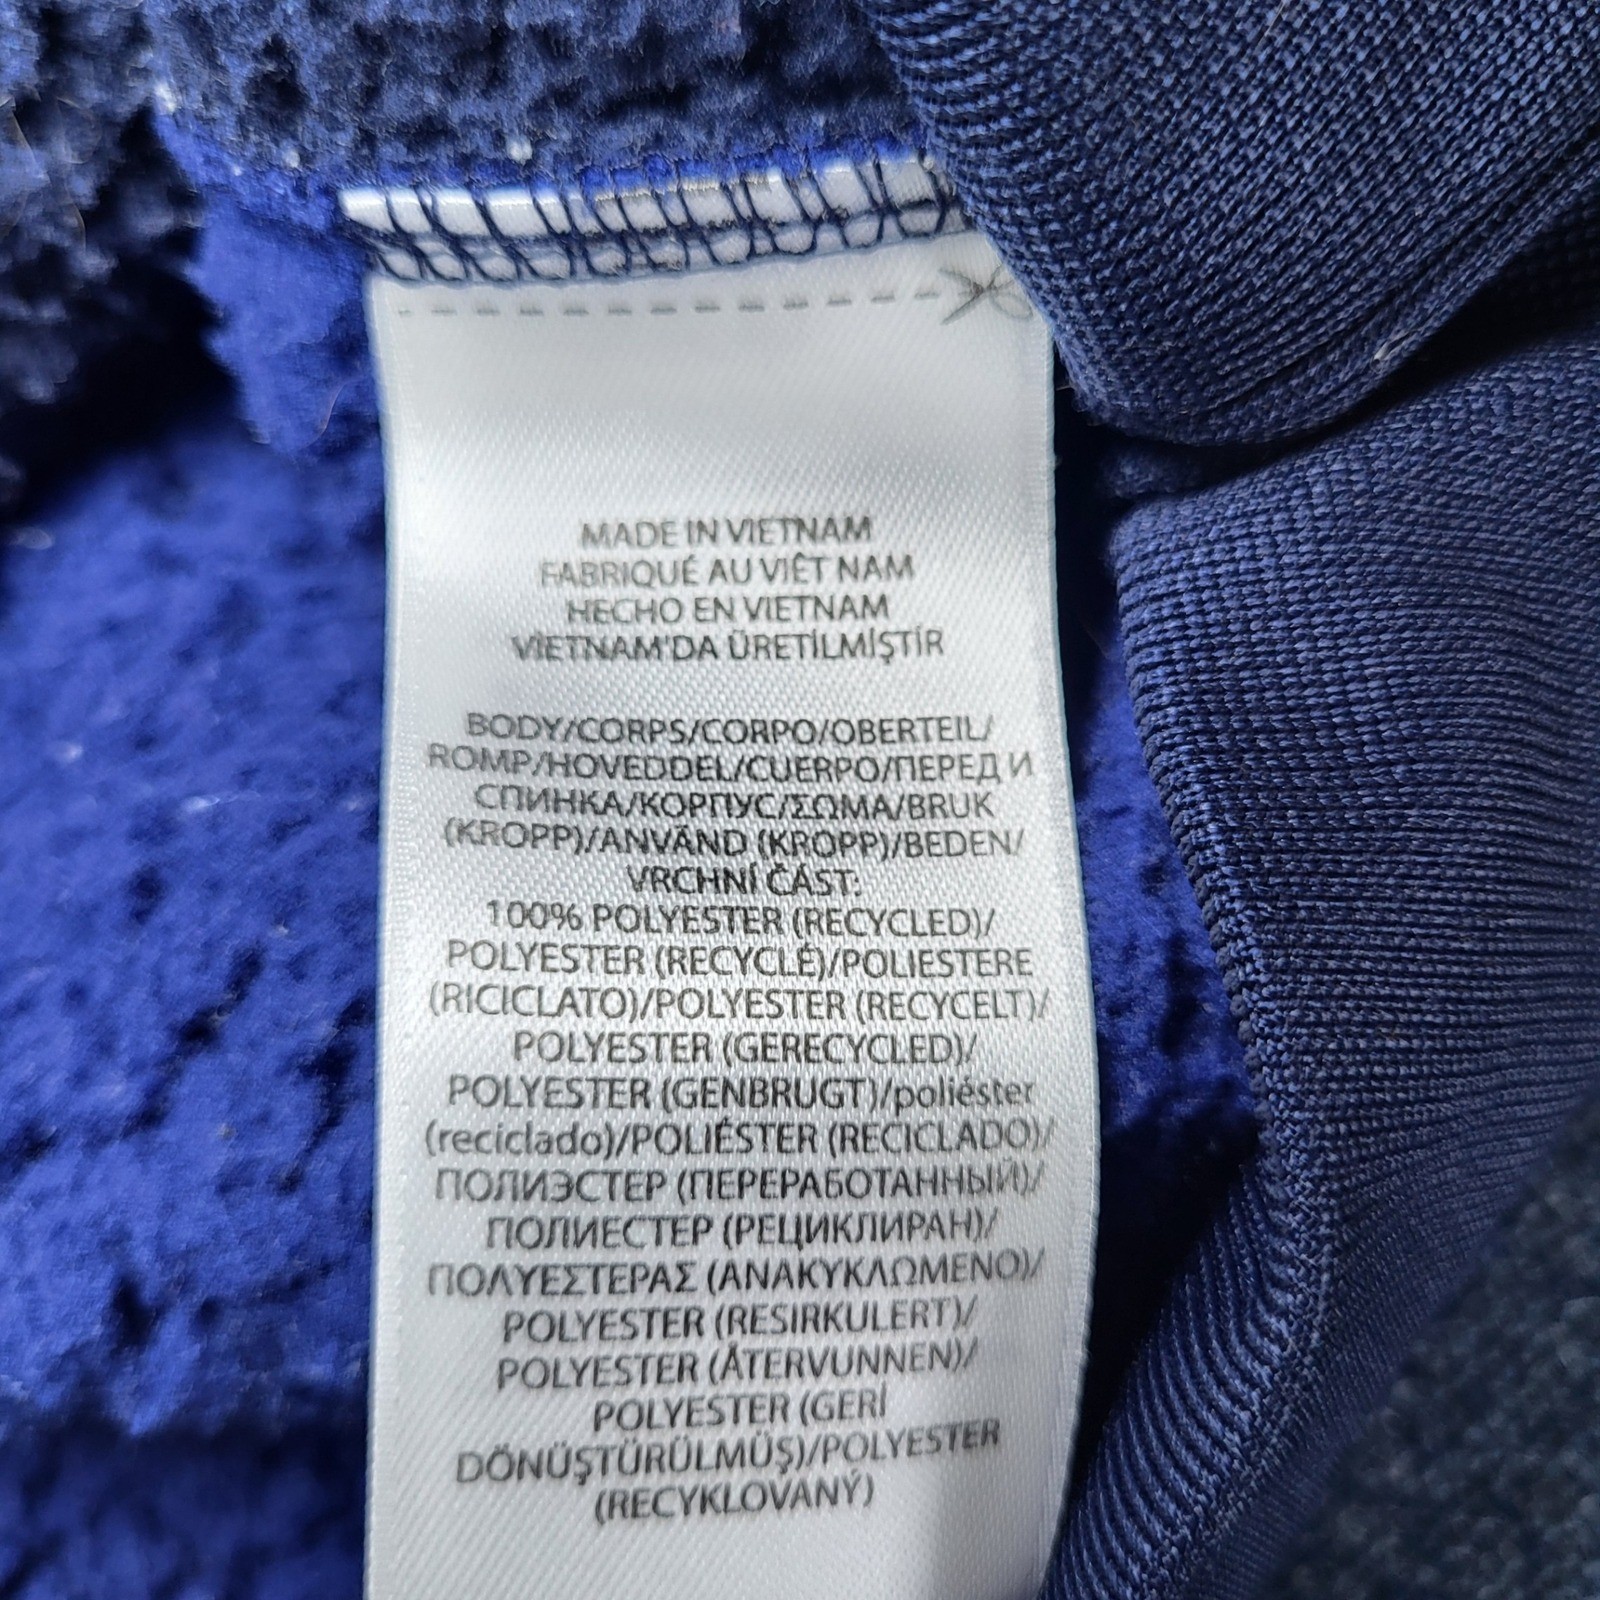 MADE IN VIETNAM
FABRIQUÉ AU VIÊT NAM
HECHO EN VIETNAM
VİETNAM'DA ÜRETİLMİŞTİR
BODY/CORPS/CORPO/OBERTEIL/
ROMP/HOVEDDEL/CUERPO/ПЕРЕД И
СПИНКА/КОРПУС/ΣΩΜΑ/BRUK
(KROPP)/ANVÄND (KROPP)/BEDEN/
VRCHNÍ ČÁST:
100% POLYESTER (RECYCLED)/
POLYESTER (RECYCLÉ)/POLIESTERE
(RICICLATO)/POLYESTER (RECYCELT)/
POLYESTER (GERECYCLED)/
POLYESTER (GENBRUGT)/poliéster
(reciclado)/POLIÉSTER (RECICLADO)/
ПОЛИЭСТЕР (ПЕРЕРАБОТАННЫЙ)/
ПОЛИЕСТЕР (РЕЦИКЛИРАН)/
ΠΟΛΥΕΣΤΕΡΑΣ (ΑΝΑΚΥΚΛΩΜΕΝΟ)/
POLYESTER (RESIRKULERT)/
POLYESTER (ÅTERVUNNEN)/
POLYESTER (GERİ
DÖNÜŞTÜRÜLMÜŞ)/POLYESTER
(RECYKLOVANÝ)